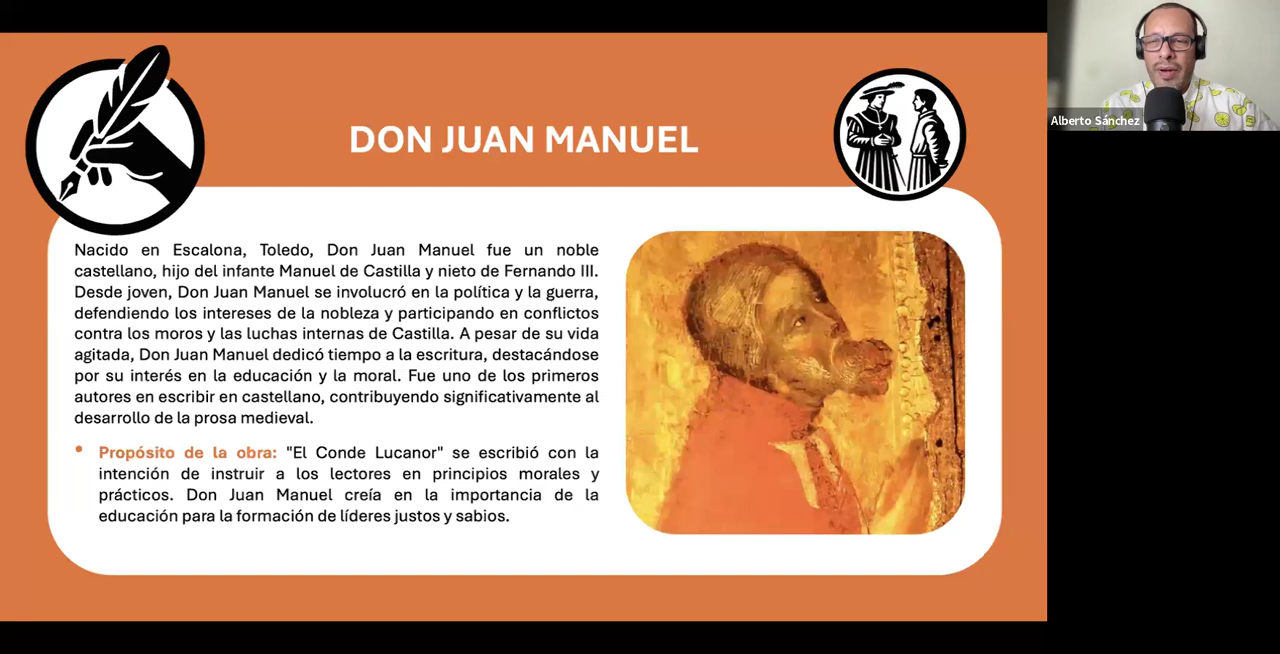 DON JUAN MANUEL
Nacido en Escalona, Toledo, Don Juan Manuel fue un noble
castellano, hijo del infante Manuel de Castilla y nieto de Fernando III.
Desde joven, Don Juan Manuel se involucró en la política y la guerra,
defendiendo los intereses de la nobleza y participando en conflictos
contra los moros y las luchas internas de Castilla. A pesar de su vida
agitada, Don Juan Manuel dedicó tiempo a la escritura, destacándose
por su interés en la educación y la moral. Fue uno de los primeros
autores en escribir en castellano, contribuyendo significativamente al
desarrollo de la prosa medieval.
• Propósito de la obra: "El Conde Lucanor" se escribió con la
intención de instruir a los lectores en principios morales y
prácticos. Don Juan Manuel creía en la importancia de la
educación para la formación de líderes justos y sabios.
Alberto Sánchez